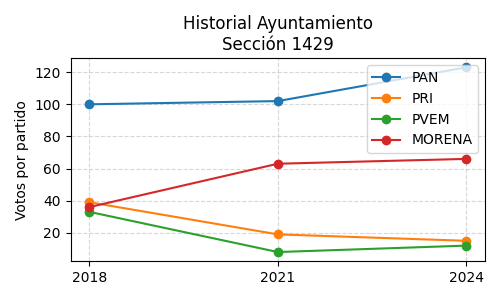 Historial Ayuntamiento
Sección 1429
Votos por partido
120
100
80
60
40
20
2018
2021
2024
PAN
PRI
PVEM
MORENA